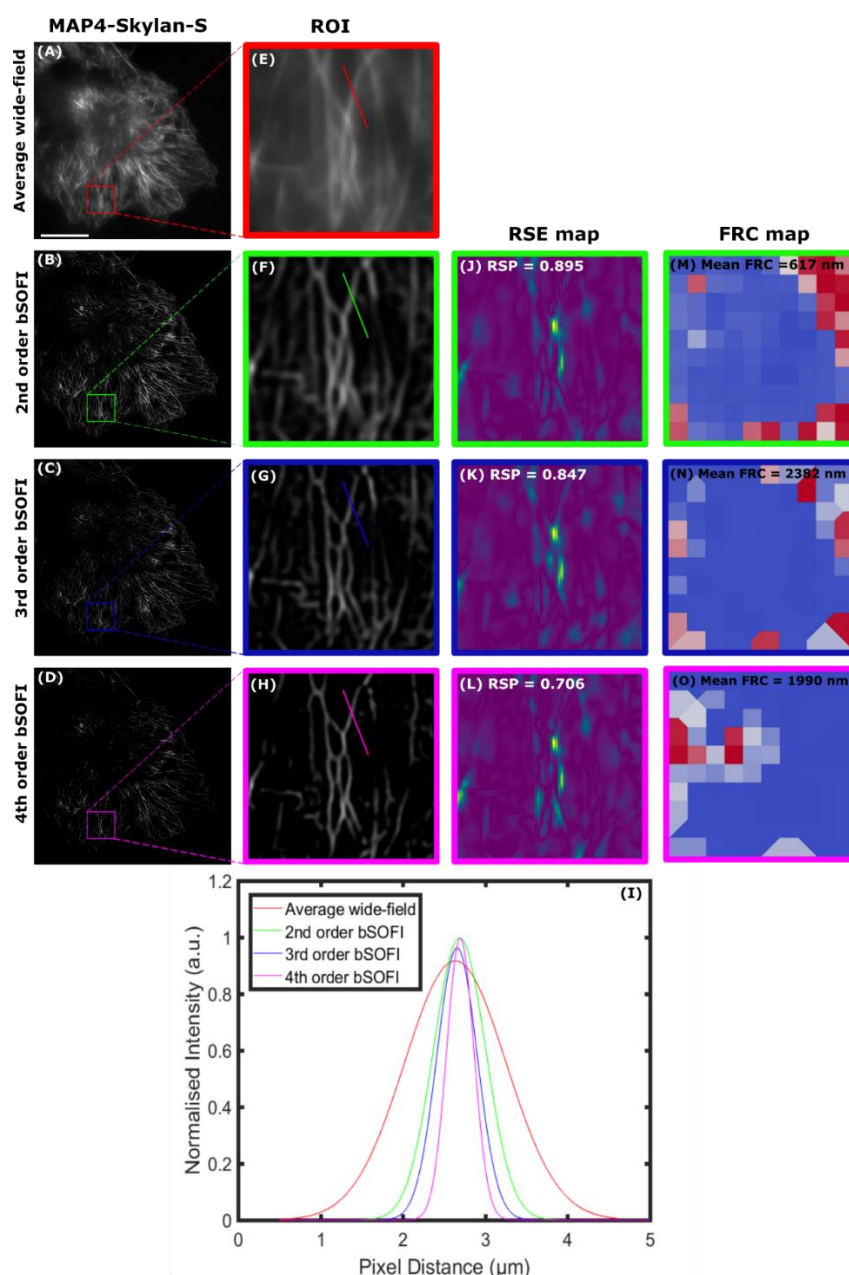 MAP4-Skylan-S
ROI
Average wide-field
(A)
(E)
RSE map
FRC map
2nd order bSOFI
(B)
(F)
(J) RSP = 0.895
(M) Mean FRC =617 nm
3rd order bSOFI
(C)
(G)
(K) RSP = 0.847
(N) Mean FRC = 2382 nm
4th order bSOFI
(D)
(H)
(L) RSP = 0.706
(O) Mean FRC = 1990 nm
(I)
Average wide-field
2nd order bSOFI
3rd order bSOFI
4th order bSOFI
Normalised Intensity (a.u.)
1.2
1
0.8
0.6
0.4
0.2
0
0 1 2 3 4 5
Pixel Distance (µm)